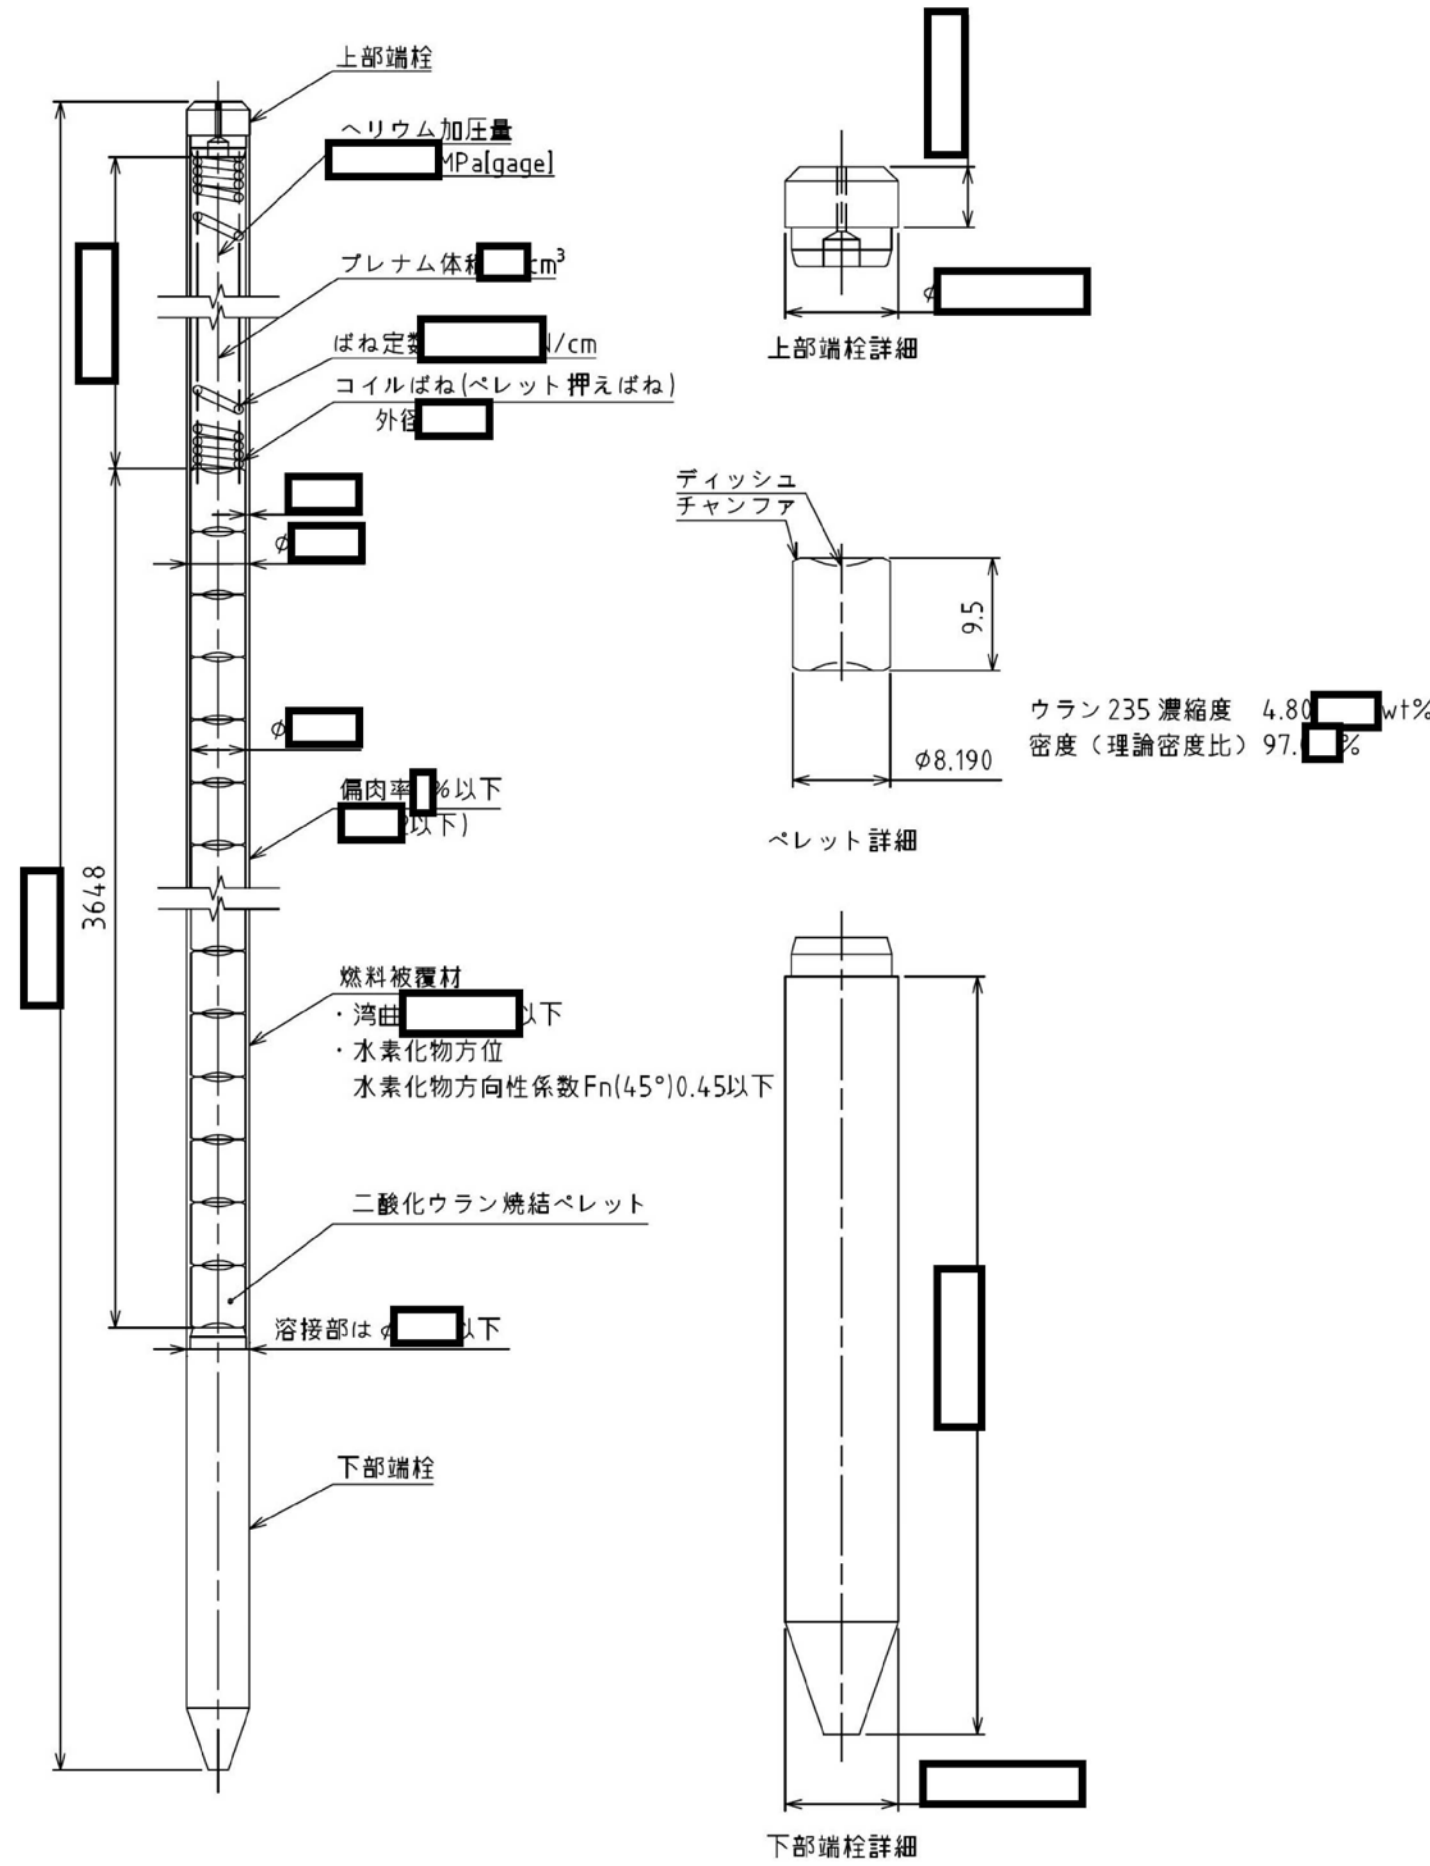 上部端栓
ヘリウム加圧量
MPa[gage]
プレナム体積 cm³
ばね定数 N/cm
コイルばね(ペレット押えばね)
外径
φ
φ
偏肉率 %以下
以下)
3648
燃料被覆材
・湾曲 以下
・水素化物方位
水素化物方向性係数Fn(45°)0.45以下
二酸化ウラン焼結ペレット
溶接部はφ 以下
下部端栓
φ
上部端栓詳細
ディッシュ
チャンファ
9.5
φ8.190
ペレット詳細
ウラン235濃縮度 4.80 wt%
密度（理論密度比）97. %
下部端栓詳細